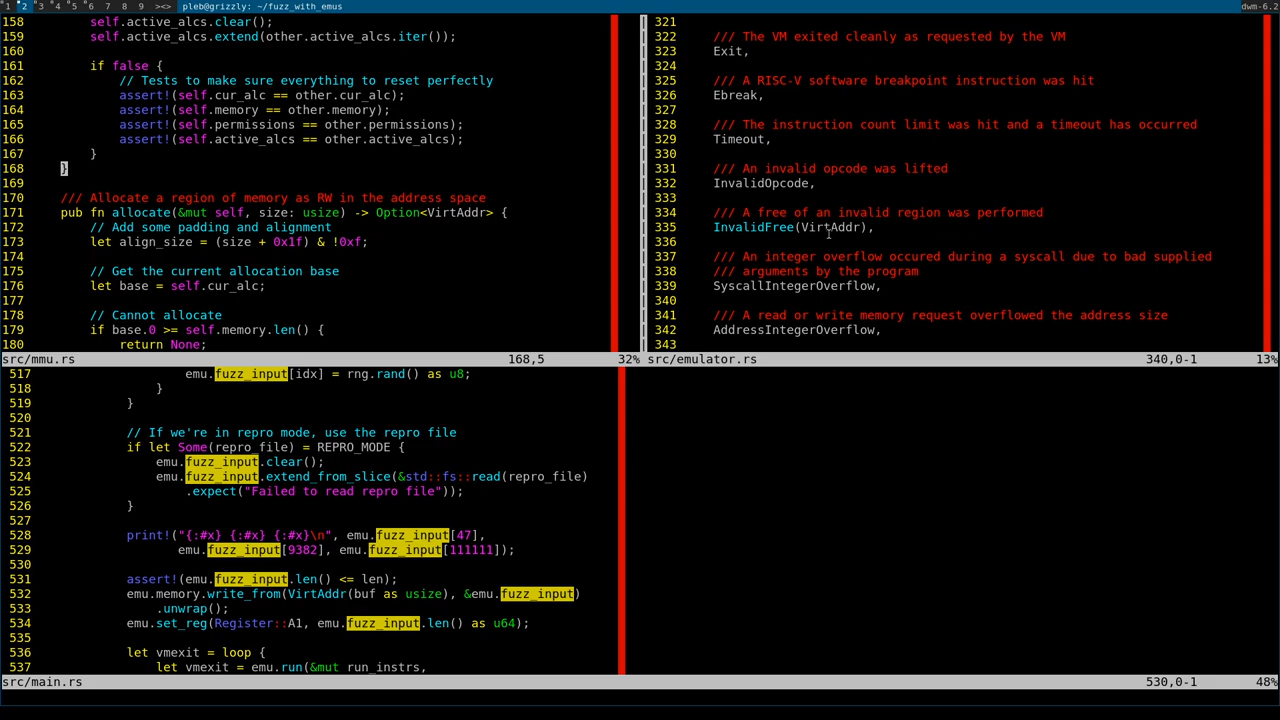 1 2 3 4 5 6 7 8 9 ><> pleb@grizzly: ~/fuzz_with_emus dwm-6.2
158 self.active_alcs.clear();
159 self.active_alcs.extend(other.active_alcs.iter());
160
161 if false {
162 // Tests to make sure everything to reset perfectly
163 assert!(self.cur_alc == other.cur_alc);
164 assert!(self.memory == other.memory);
165 assert!(self.permissions == other.permissions);
166 assert!(self.active_alcs == other.active_alcs);
167 }
168 }
169
170 /// Allocate a region of memory as RW in the address space
171 pub fn allocate(&mut self, size: usize) -> Option<VirtAddr> {
172 // Add some padding and alignment
173 let align_size = (size + 0x1f) & !0xf;
174
175 // Get the current allocation base
176 let base = self.cur_alc;
177
178 // Cannot allocate
179 if base.0 >= self.memory.len() {
180 return None;
src/mmu.rs 168,5 32%
321
322 /// The VM exited cleanly as requested by the VM
323 Exit,
324
325 /// A RISC-V software breakpoint instruction was hit
326 Ebreak,
327
328 /// The instruction count limit was hit and a timeout has occurred
329 Timeout,
330
331 /// An invalid opcode was lifted
332 InvalidOpcode,
333
334 /// A free of an invalid region was performed
335 InvalidFree(VirtAddr),
336
337 /// An integer overflow occured during a syscall due to bad supplied
338 /// arguments by the program
339 SyscallIntegerOverflow,
340
341 /// A read or write memory request overflowed the address size
342 AddressIntegerOverflow,
343
src/emulator.rs 340,0-1 13%
517 emu.fuzz_input[idx] = rng.rand() as u8;
518 }
519 }
520
521 // If we're in repro mode, use the repro file
522 if let Some(repro_file) = REPRO_MODE {
523 emu.fuzz_input.clear();
524 emu.fuzz_input.extend_from_slice(&std::fs::read(repro_file)
525 .expect("Failed to read repro file"));
526 }
527
528 print!("{:#x} {:#x} {:#x}\n", emu.fuzz_input[47],
529 emu.fuzz_input[9382], emu.fuzz_input[111111]);
530
531 assert!(emu.fuzz_input.len() <= len);
532 emu.memory.write_from(VirtAddr(buf as usize), &emu.fuzz_input)
533 .unwrap();
534 emu.set_reg(Register::A1, emu.fuzz_input.len() as u64);
535
536 let vmexit = loop {
537 let vmexit = emu.run(&mut run_instrs,
src/main.rs 530,0-1 48%